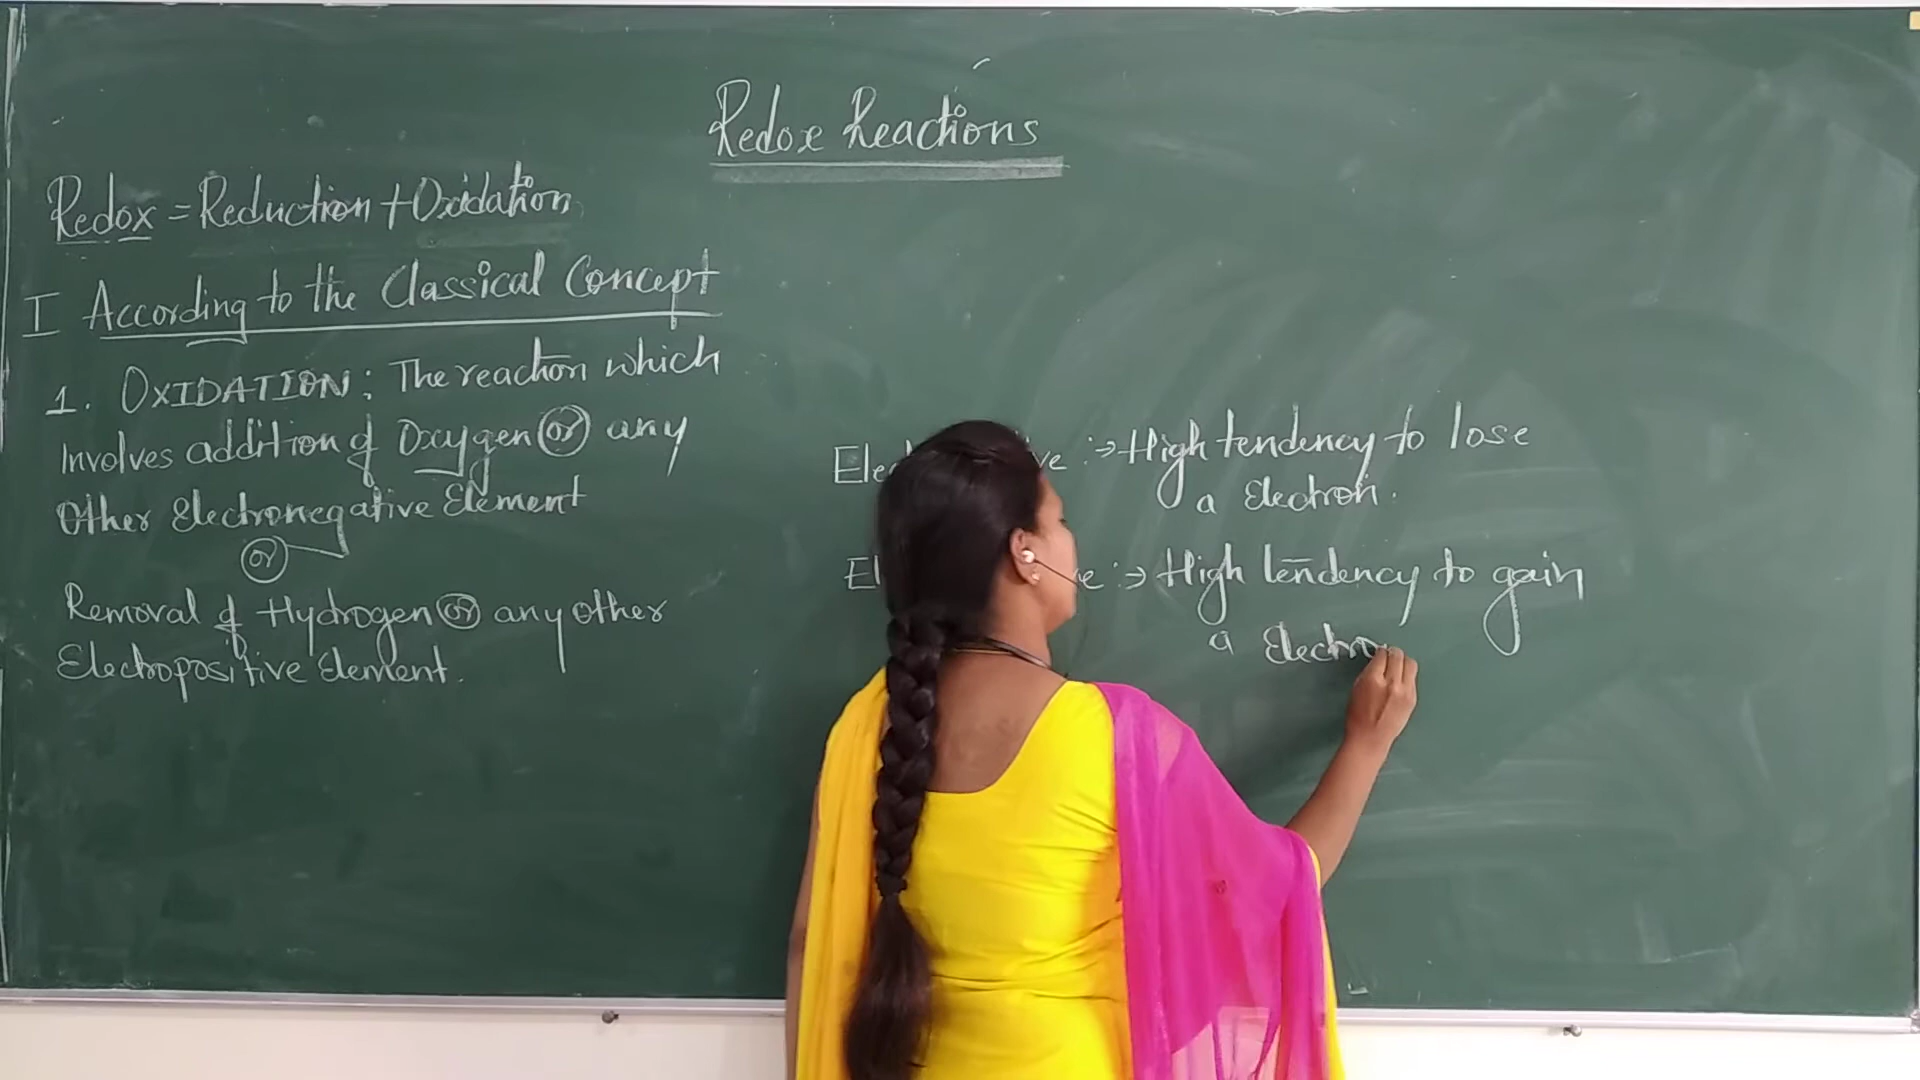 Redox Reactions
Redox = Reduction + Oxidation
I According to the Classical Concept
1. OXIDATION: The reaction which
Involves addition of Oxygen or any
Other Electronegative Element
or
Removal of Hydrogen or any other
Electropositive Element.
:→ High tendency to lose
a Electron.
:→ High tendency to gain
a Electro